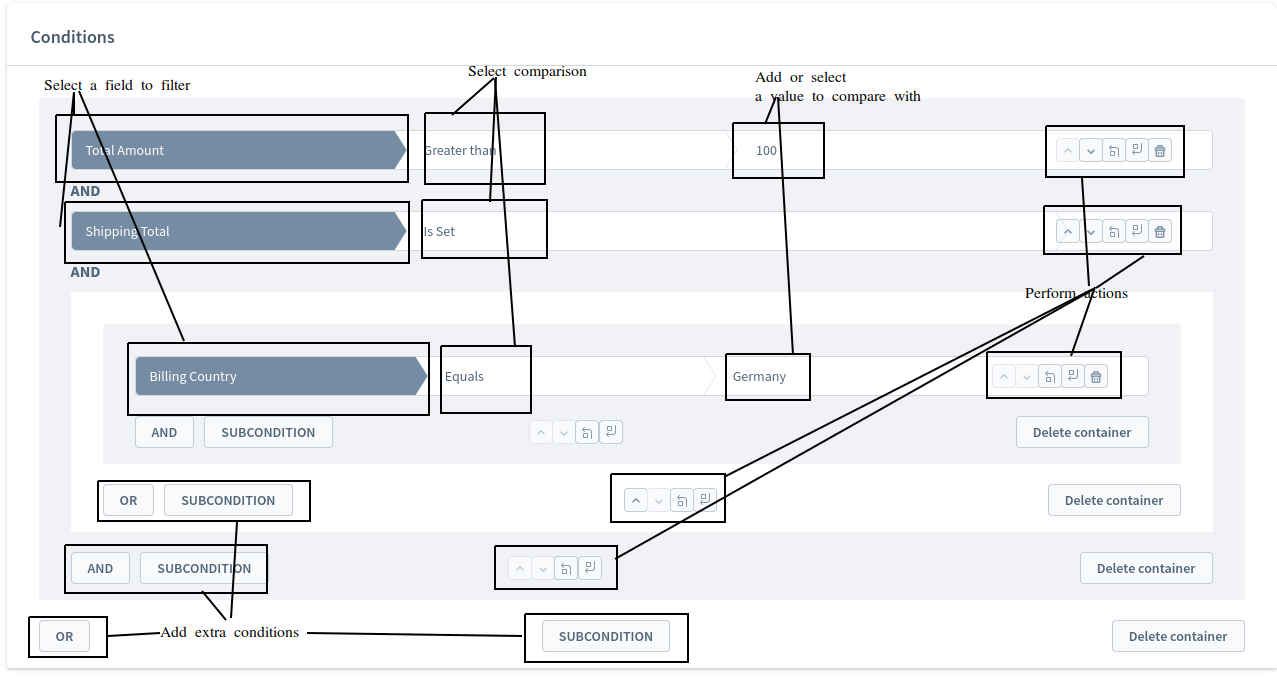 Conditions
Select a field to filter
Select comparison
Add or select
a value to compare with
Total Amount
Greater than
100
AND
Shipping Total
Is Set
AND
Perform actions
Billing Country
Equals
Germany
AND
SUBCONDITION
Delete container
OR
SUBCONDITION
Delete container
AND
SUBCONDITION
Delete container
OR
Add extra conditions
SUBCONDITION
Delete container